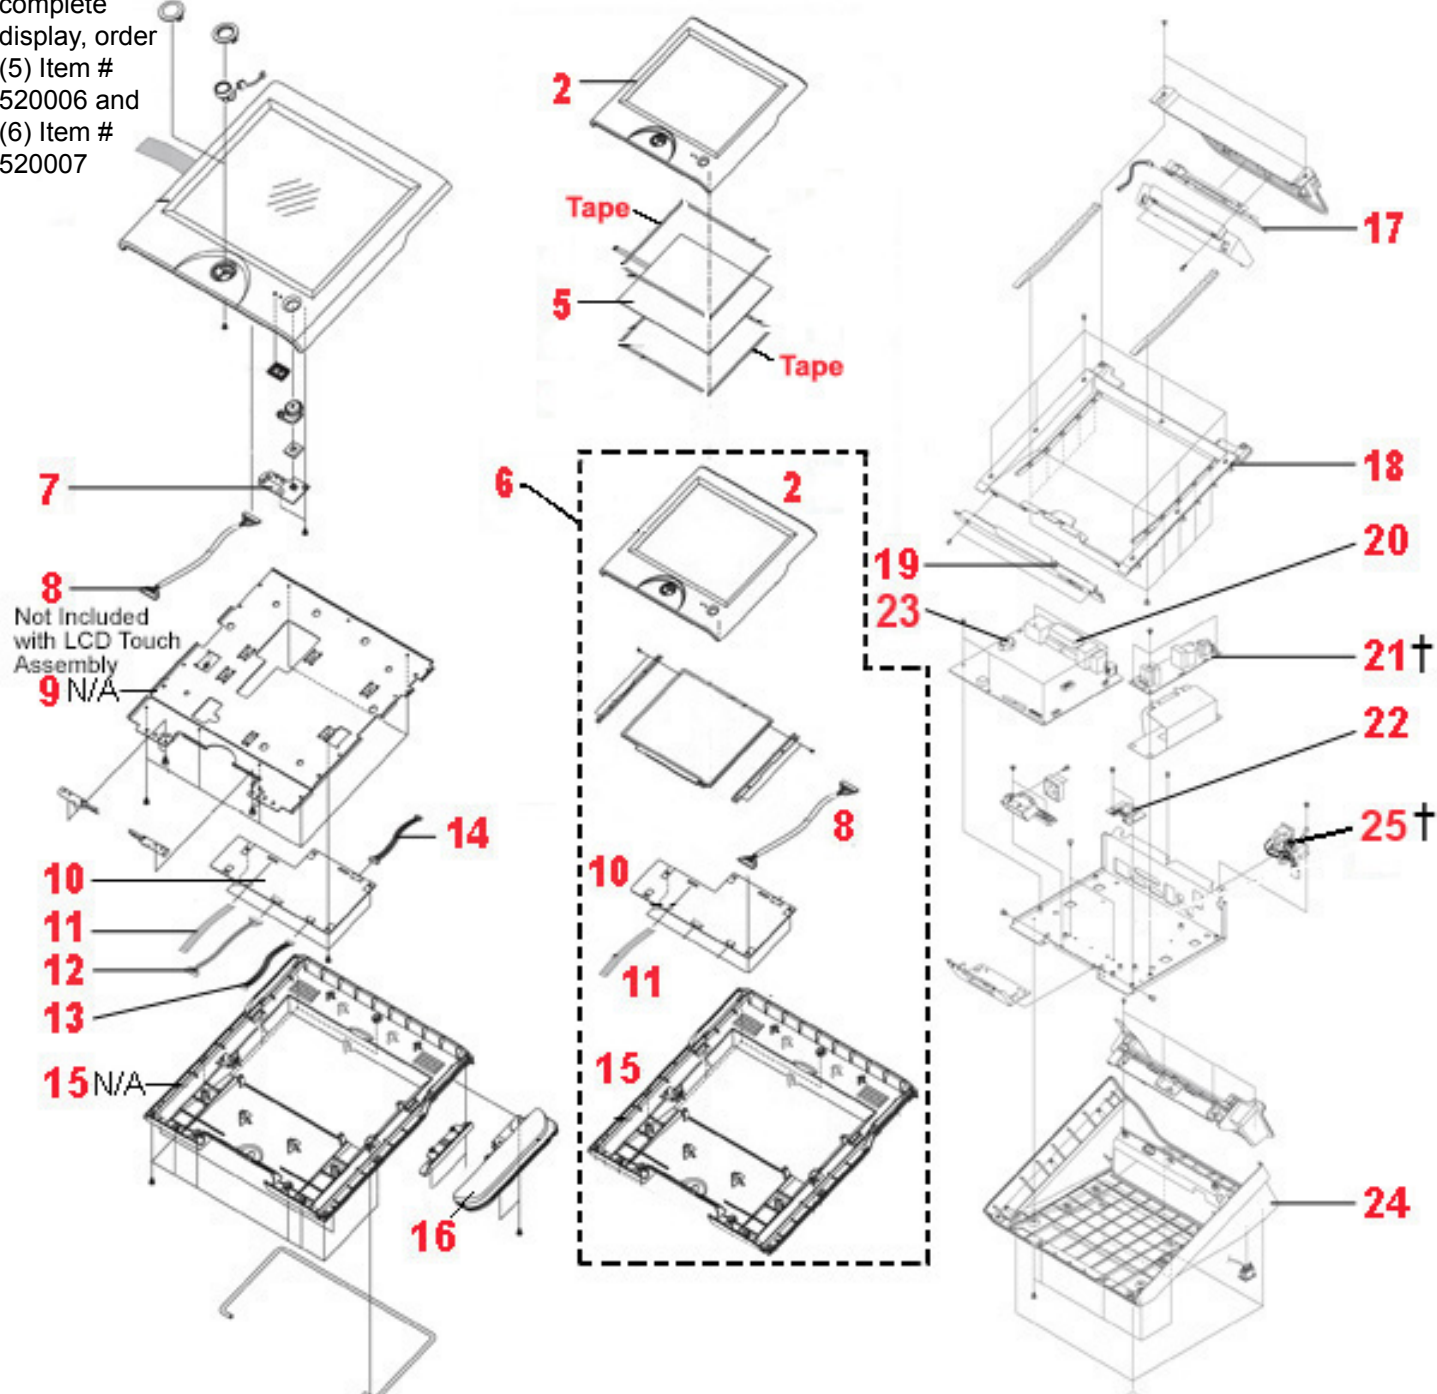 complete
display, order
(5) Item #
520006 and
(6) Item #
520007
2
Tape
5
Tape
17
18
19
20
23
21†
22
25†
24
7
8
Not Included
with LCD Touch
Assembly
9 N/A
14
10
11
12
13
15 N/A
16
6
2
8
10
11
15